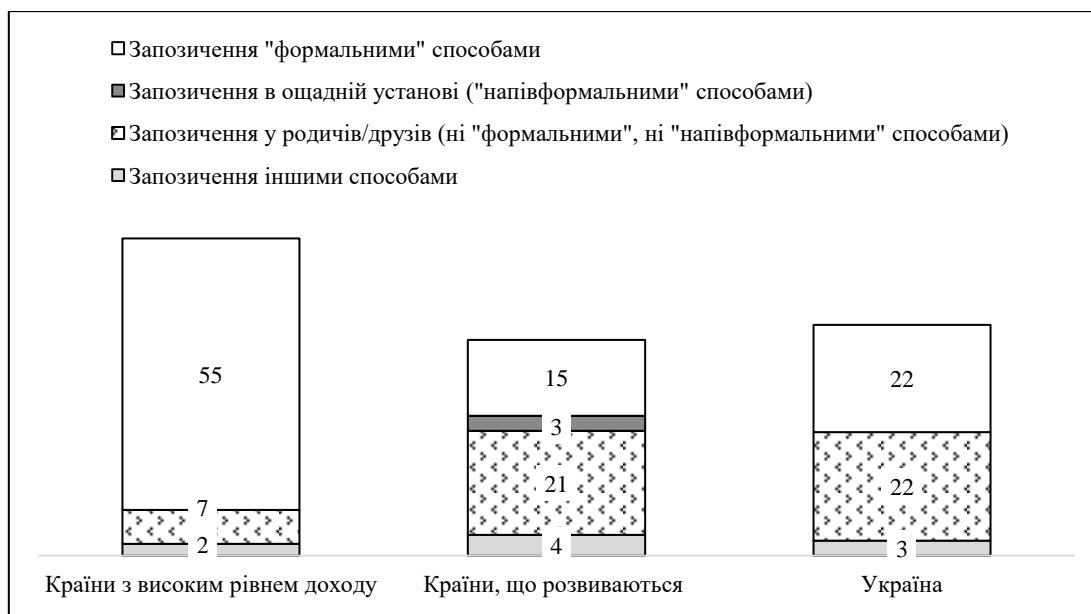 Запозичення "формальними" способами
Запозичення в ощадній установі ("напівформальними" способами)
Запозичення у родичів/друзів (ні "формальними", ні "напівформальними" способами)
Запозичення іншими способами
55
7
2
15
3
21
4
22
22
3
Країни з високим рівнем доходу
Країни, що розвиваються
Україна